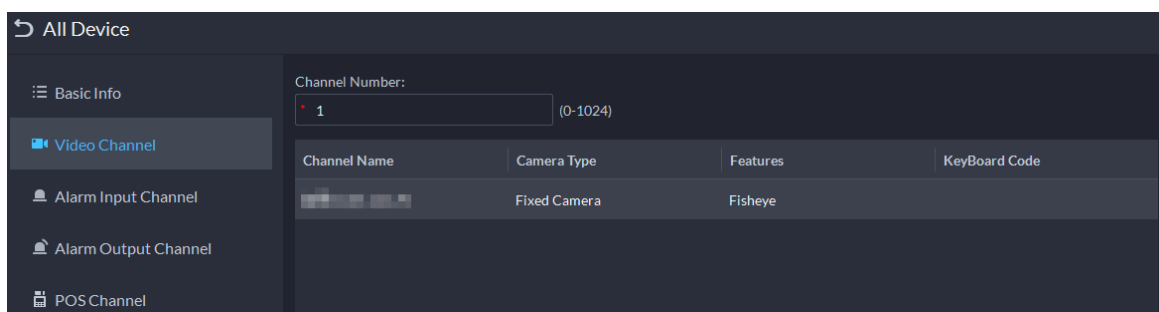 All Device
Basic Info
Video Channel
Alarm Input Channel
Alarm Output Channel
POS Channel
Channel Number:
* 1 (0-1024)
Channel Name Camera Type Features KeyBoard Code
Fixed Camera Fisheye